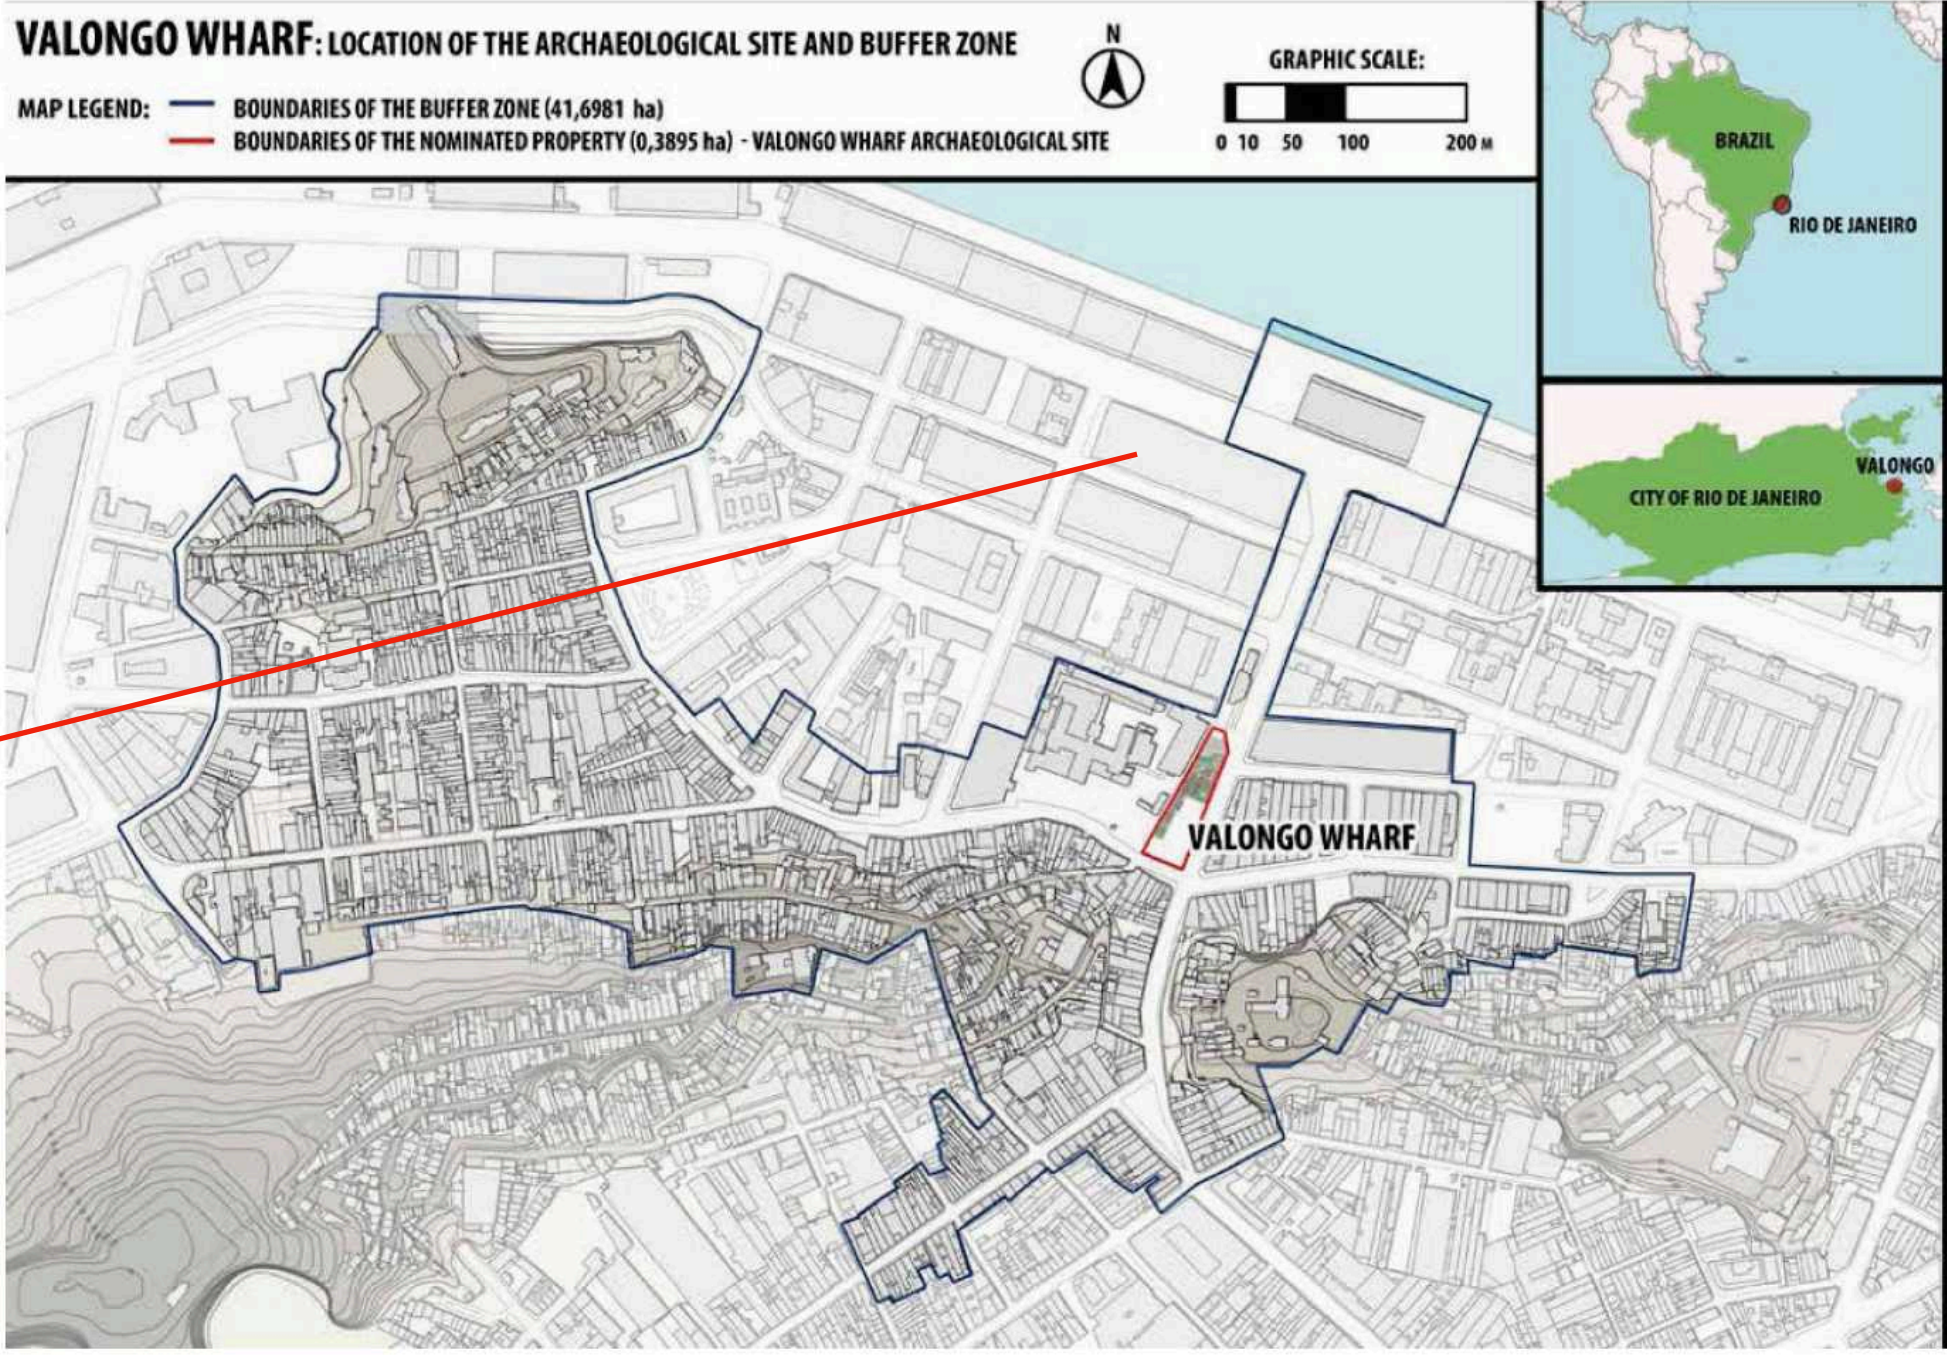 VALONGO WHARF: LOCATION OF THE ARCHAEOLOGICAL SITE AND BUFFER ZONE
MAP LEGEND:
BOUNDARIES OF THE BUFFER ZONE (41,6981 ha)
BOUNDARIES OF THE NOMINATED PROPERTY (0,3895 ha) - VALONGO WHARF ARCHAEOLOGICAL SITE
N
GRAPHIC SCALE:
0 10 50 100 200 M
BRAZIL
RIO DE JANEIRO
VALONGO
CITY OF RIO DE JANEIRO
VALONGO WHARF